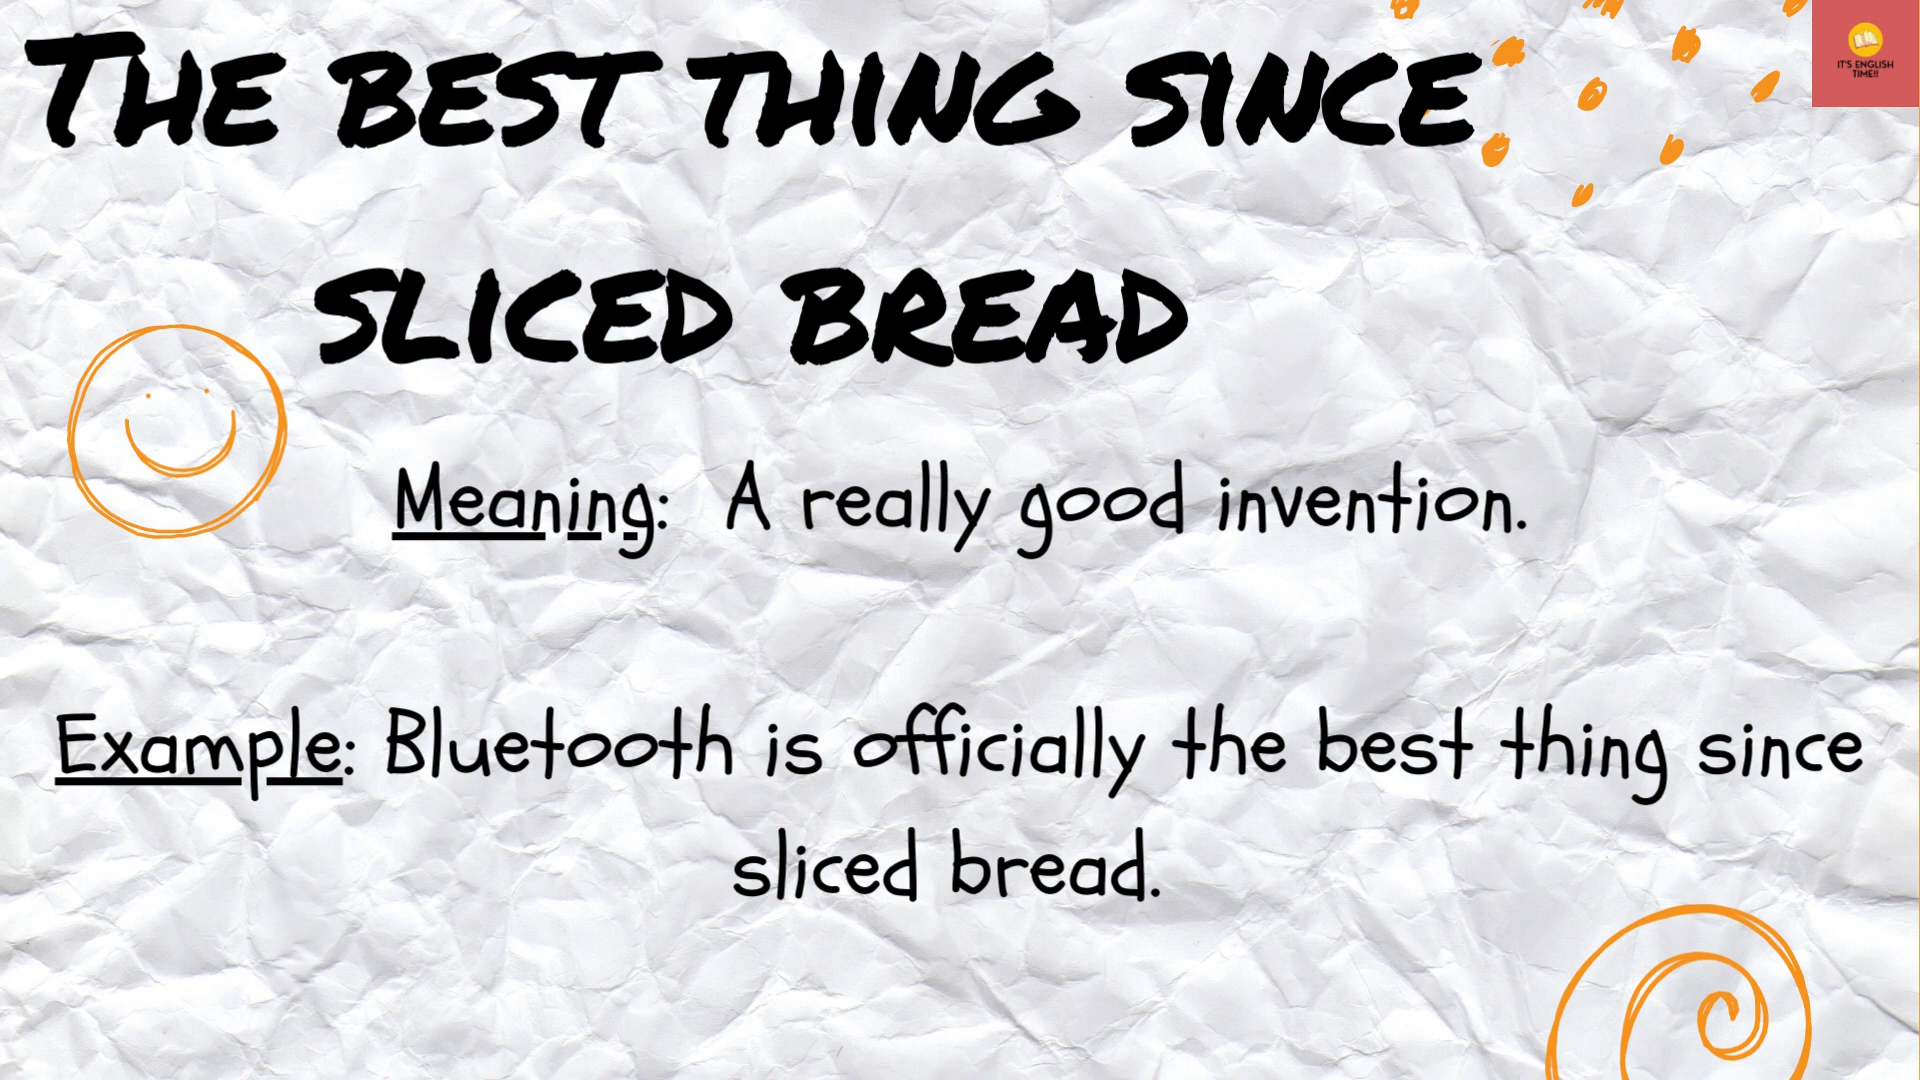 THE BEST THING SINCE
SLICED BREAD
IT'S ENGLISH
TIME!!
Meaning: A really good invention.
Example: Bluetooth is officially the best thing since
sliced bread.